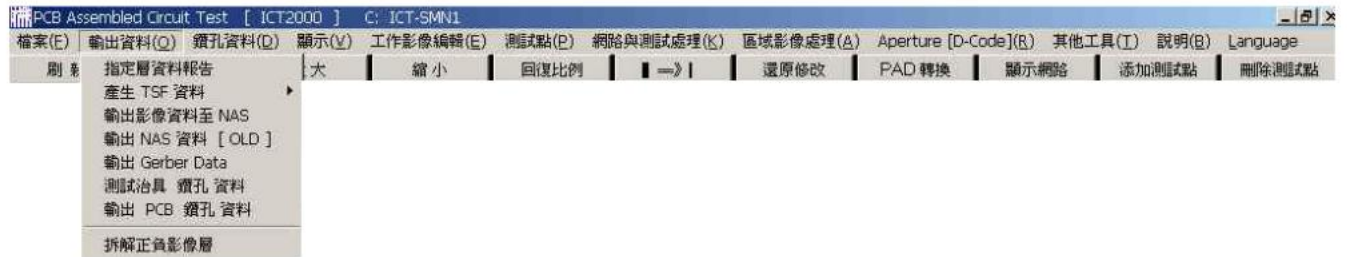 PCB Assembled Circuit Test [ ICT2000 ] C: ICT-SMN1
檔案(F) 輸出資料(O) 鑽孔資料(D) 顯示(V) 工作影像編輯(E) 測試點(P) 網路與測試處理(K) 區域影像處理(A) Aperture [D-Code](R) 其他工具(T) 說明(B) Language
刷 大 縮 小 回復比例 ═》| 還原修改 PAD 轉換 顯示網路 添加測試點 刪除測試點
指定層資料報告
產生 TSF 資料
輸出影像資料至 NAS
輸出 NAS 資料 [ OLD ]
輸出 Gerber Data
測試治具 鑽孔 資料
輸出 PCB 鑽孔 資料
拆解正負影像層